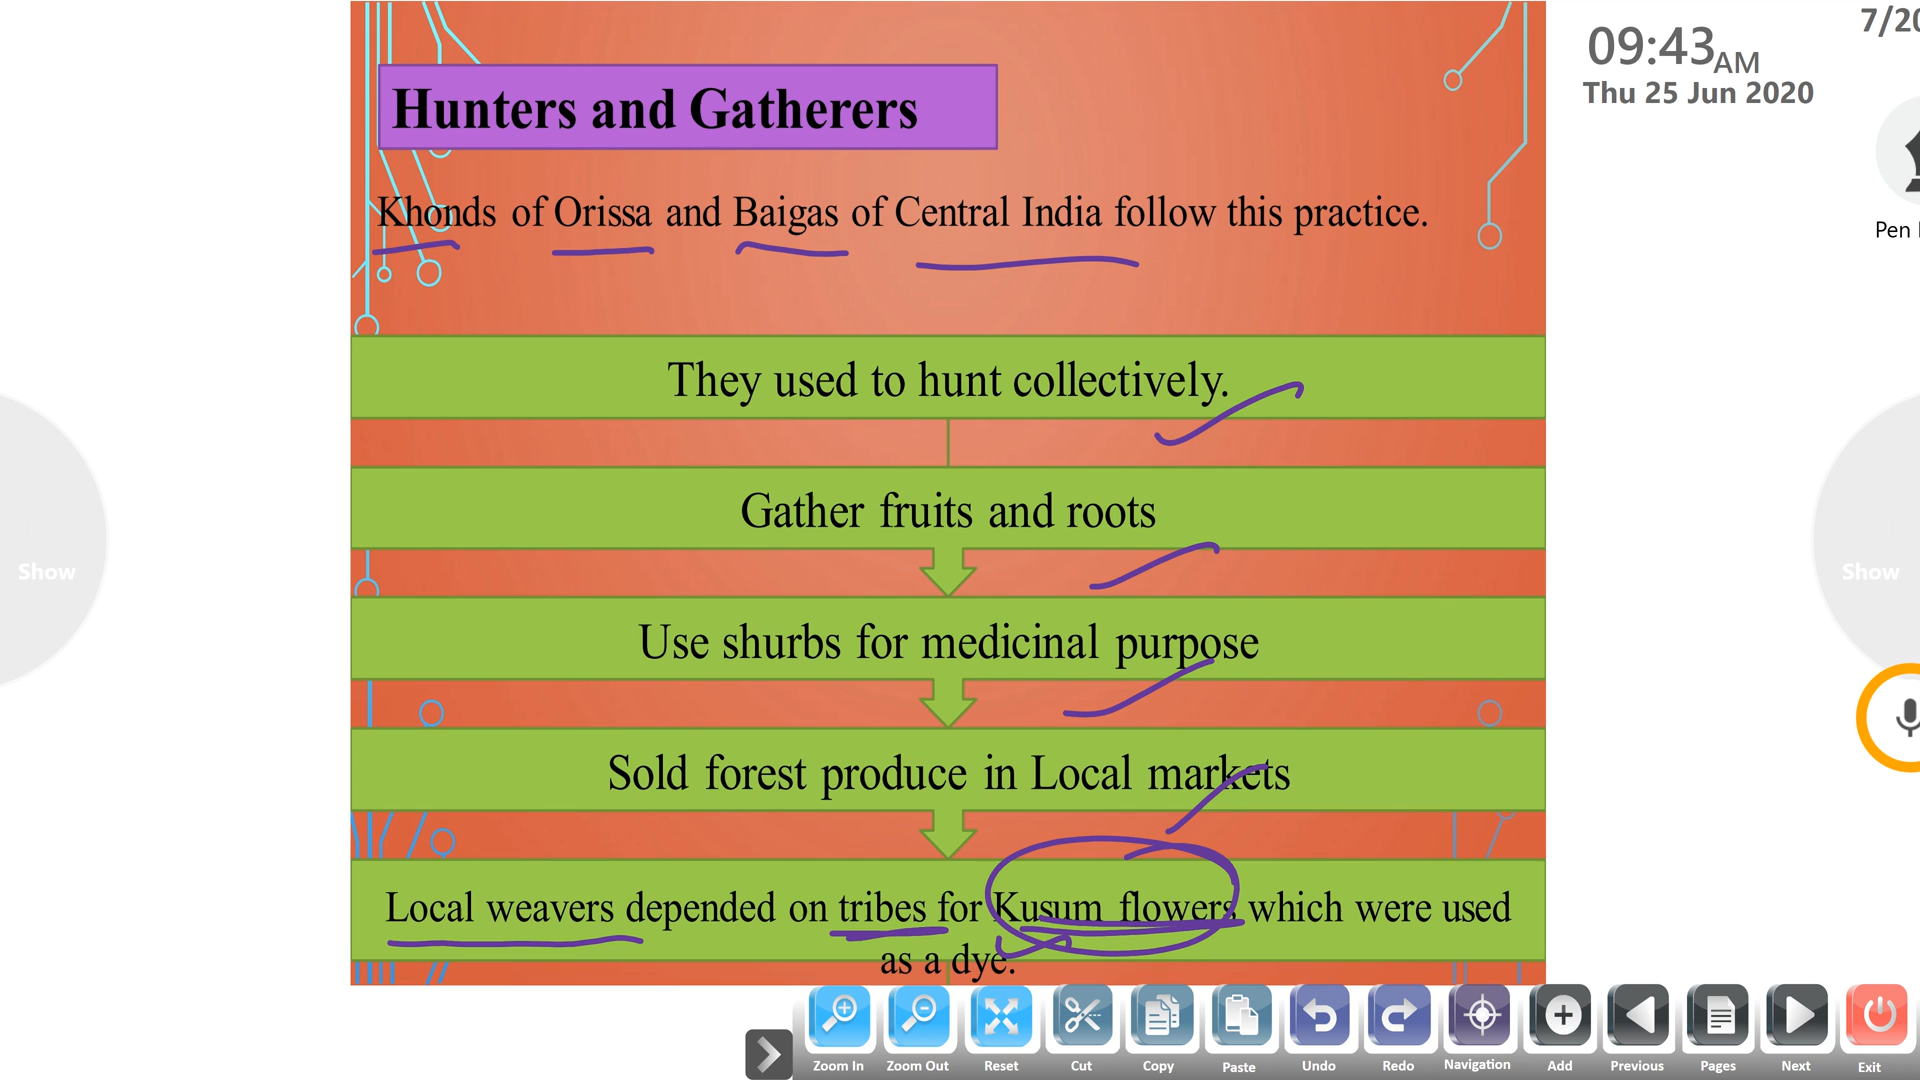 7/20
09:43AM
Thu 25 Jun 2020
Hunters and Gatherers
Khonds of Orissa and Baigas of Central India follow this practice.
Pen
They used to hunt collectively.
Gather fruits and roots
Show
Show
Use shurbs for medicinal purpose
Sold forest produce in Local markets
Local weavers depended on tribes for Kusum flowers which were used
as a dye.
Zoom In Zoom Out Reset Cut Copy Paste Undo Redo Navigation Add Previous Pages Next Exit